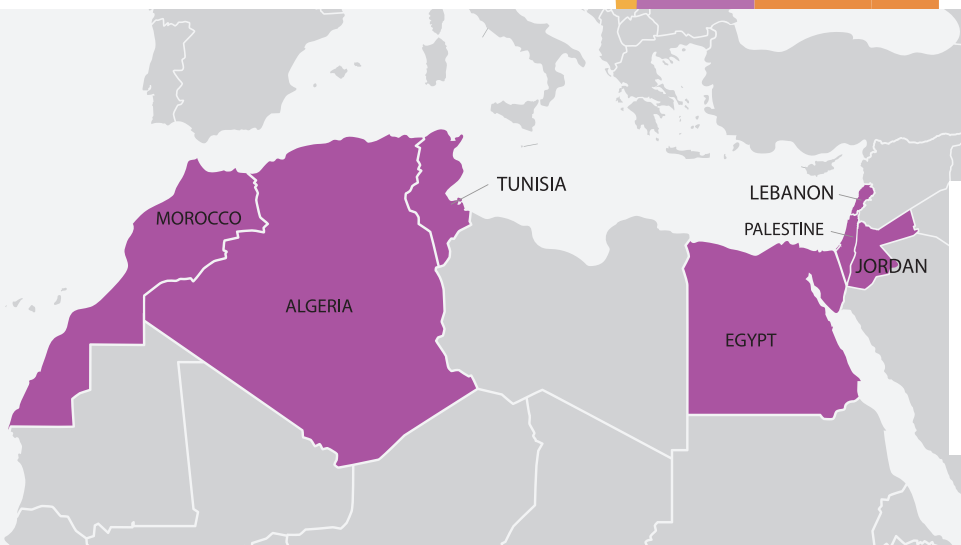 TUNISIA
LEBANON
MOROCCO
PALESTINE
JORDAN
ALGERIA
EGYPT